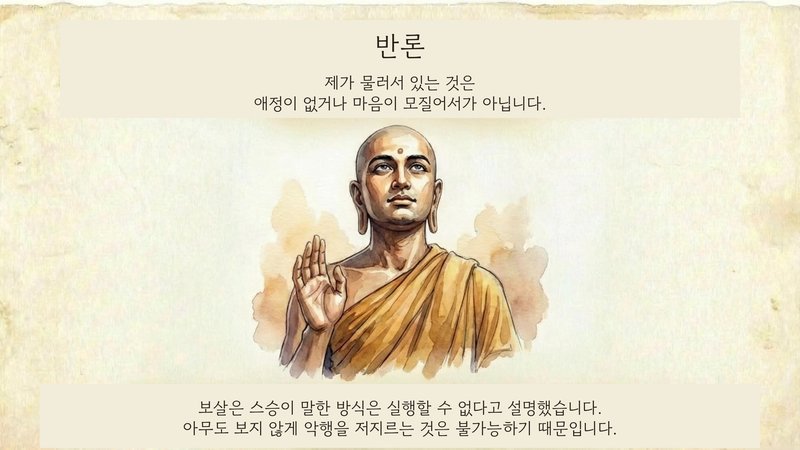 반론
제가 물러서 있는 것은
애정이 없거나 마음이 모질어서가 아닙니다.
보살은 스승이 말한 방식은 실행할 수 없다고 설명했습니다.
아무도 보지 않게 악행을 저지르는 것은 불가능하기 때문입니다.